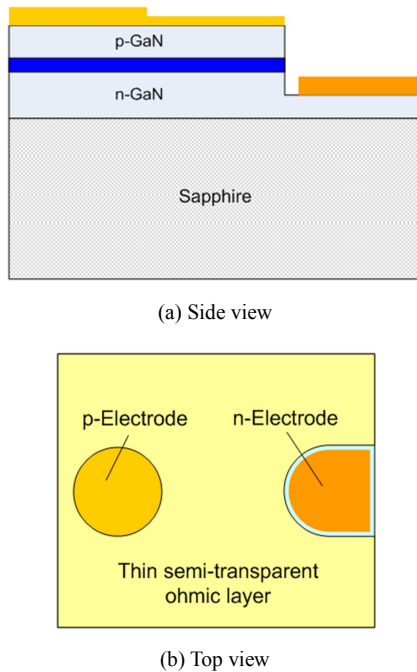 p-GaN
n-GaN
Sapphire
(a) Side view
p-Electrode
n-Electrode
Thin semi-transparent
ohmic layer
(b) Top view